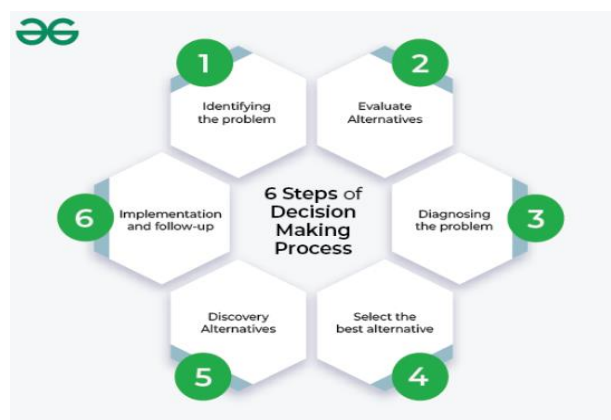 1
Identifying
the problem
2
Evaluate
Alternatives
3
Diagnosing
the problem
4
Select the
best alternative
5
Discovery
Alternatives
6
Implementation
and follow-up
6 Steps of
Decision
Making
Process